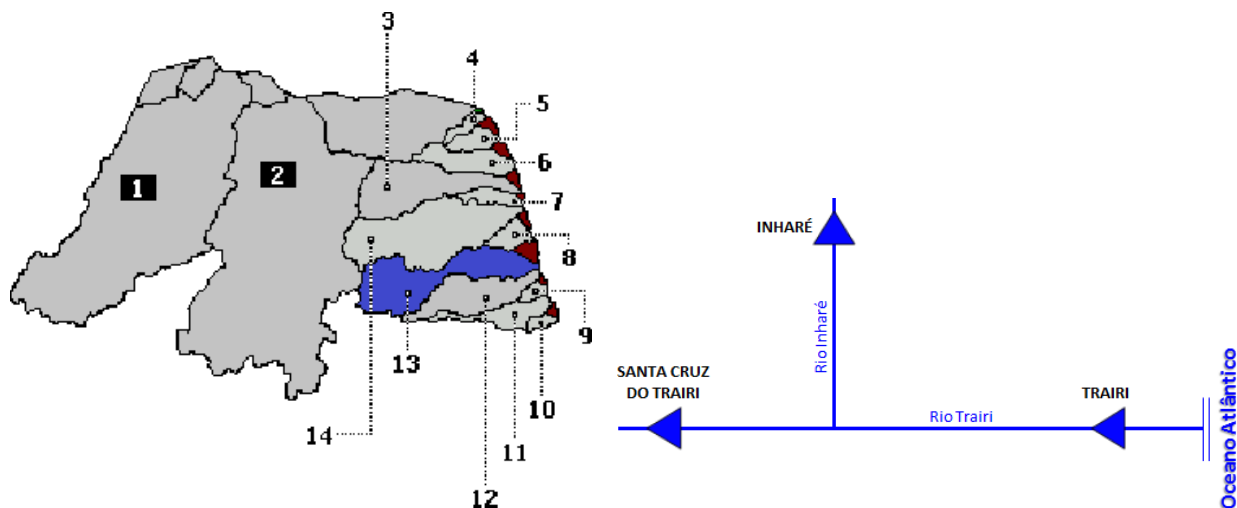 3
4
5
6
7
8
9
10
11
12
13
14
1
2
INHARÉ
Rio Inharé
SANTA CRUZ
DO TRAIRI
TRAIRI
Rio Trairi
Oceano Atlântico